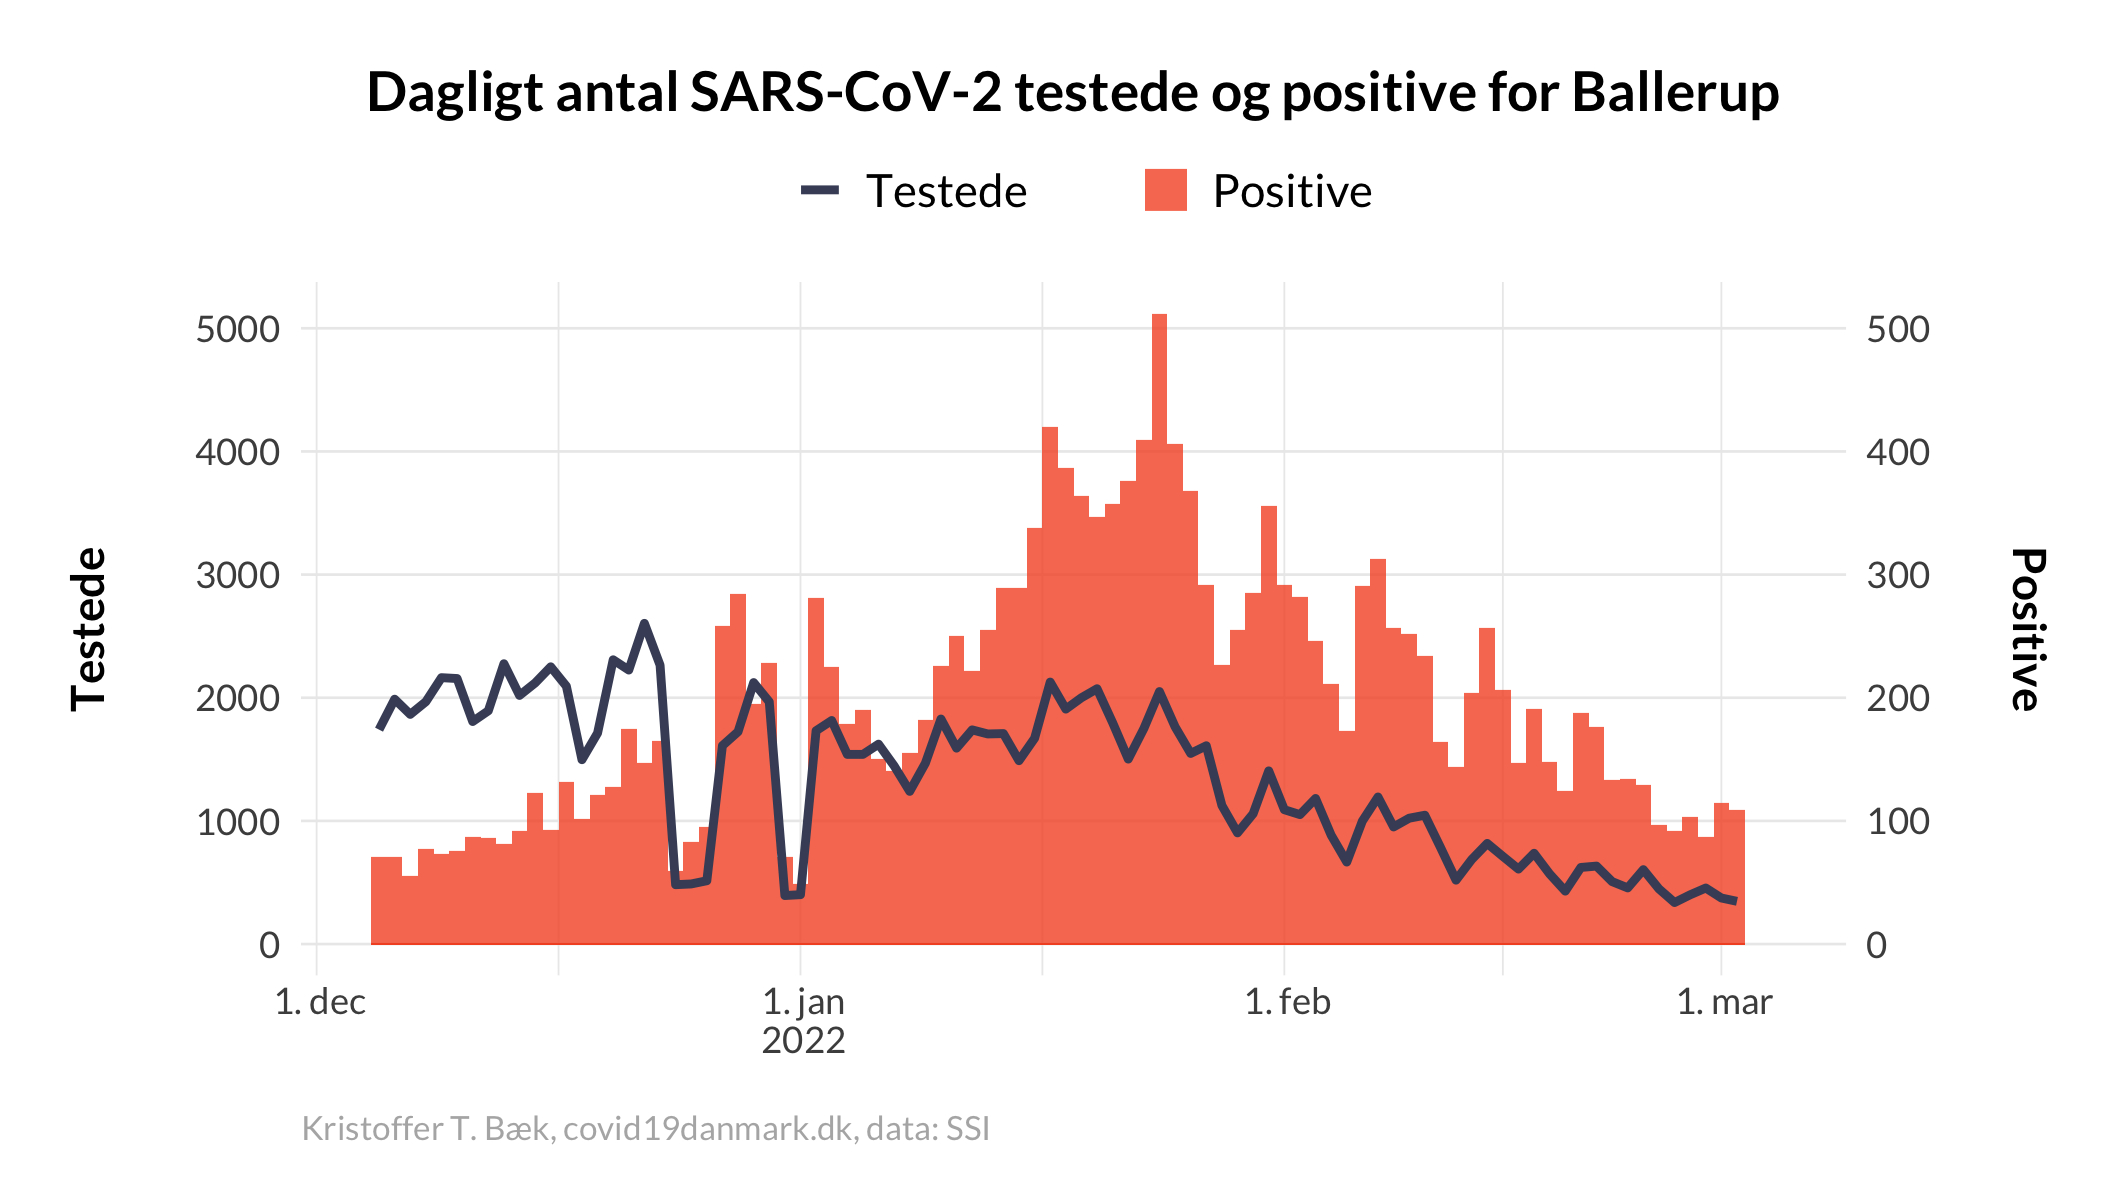 Dagligt antal SARS-CoV-2 testede og positive for Ballerup
Testede
Positive
Testede
5000
4000
3000
2000
1000
0
500
400
300
200
100
0
Positive
1. dec
1. jan
2022
1. feb
1. mar
Kristoffer T. Bæk, covid19danmark.dk, data: SSI